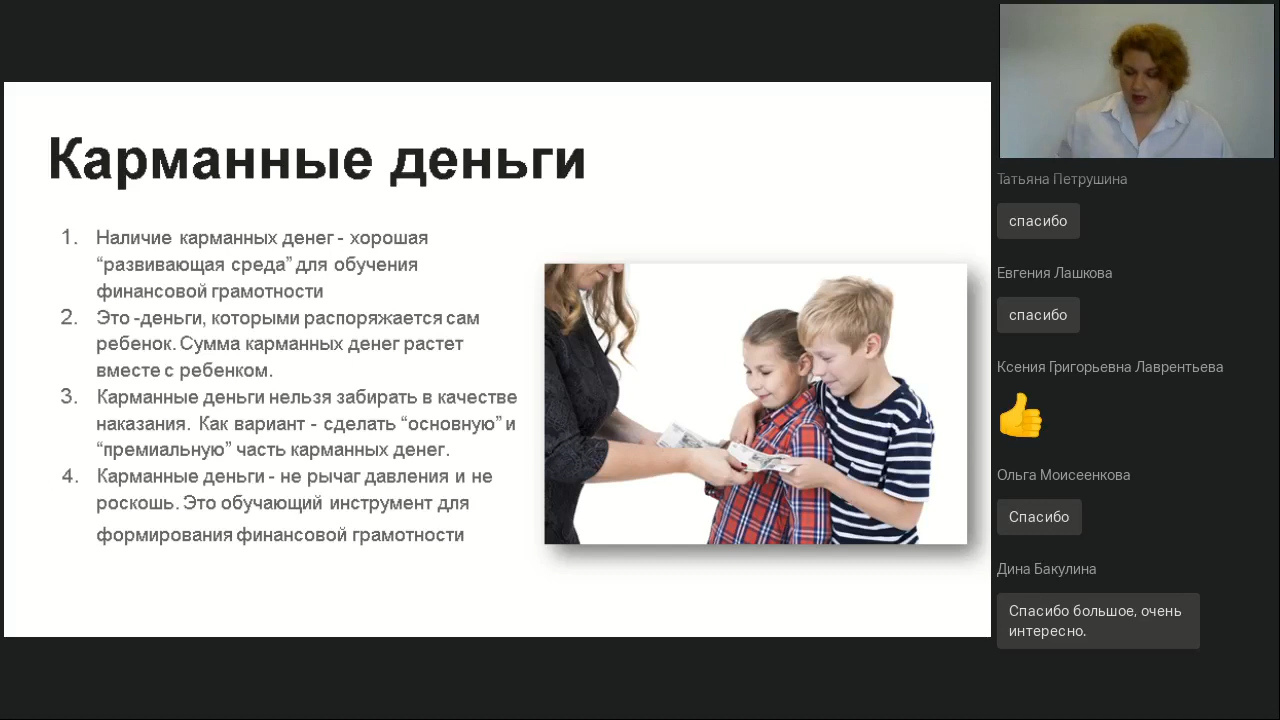 Карманные деньги
1. Наличие карманных денег - хорошая
“развивающая среда” для обучения
финансовой грамотности
2. Это -деньги, которыми распоряжается сам
ребенок. Сумма карманных денег растет
вместе с ребенком.
3. Карманные деньги нельзя забирать в качестве
наказания. Как вариант - сделать “основную” и
“премиальную” часть карманных денег.
4. Карманные деньги - не рычаг давления и не
роскошь. Это обучающий инструмент для
формирования финансовой грамотности
Татьяна Петрушина
спасибо
Евгения Лашкова
спасибо
Ксения Григорьевна Лаврентьева
Ольга Моисеенкова
Спасибо
Дина Бакулина
Спасибо большое, очень
интересно.